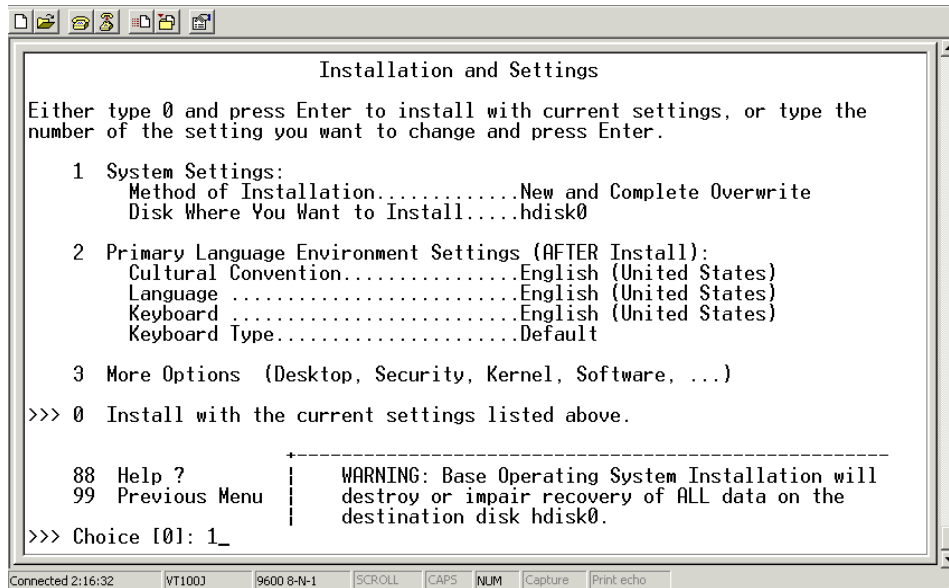 Installation and Settings
Either type 0 and press Enter to install with current settings, or type the
number of the setting you want to change and press Enter.
1 System Settings:
Method of Installation.............New and Complete Overwrite
Disk Where You Want to Install.....hdisk0
2 Primary Language Environment Settings (AFTER Install):
Cultural Convention................English (United States)
Language ..........................English (United States)
Keyboard ..........................English (United States)
Keyboard Type......................Default
3 More Options (Desktop, Security, Kernel, Software, ...)
>>> 0 Install with the current settings listed above.
88 Help ? | WARNING: Base Operating System Installation will
99 Previous Menu | destroy or impair recovery of ALL data on the
| destination disk hdisk0.
>>> Choice [0]: 1_
Connected 2:16:32 VT100J 9600 8-N-1 SCROLL CAPS NUM Capture Print echo